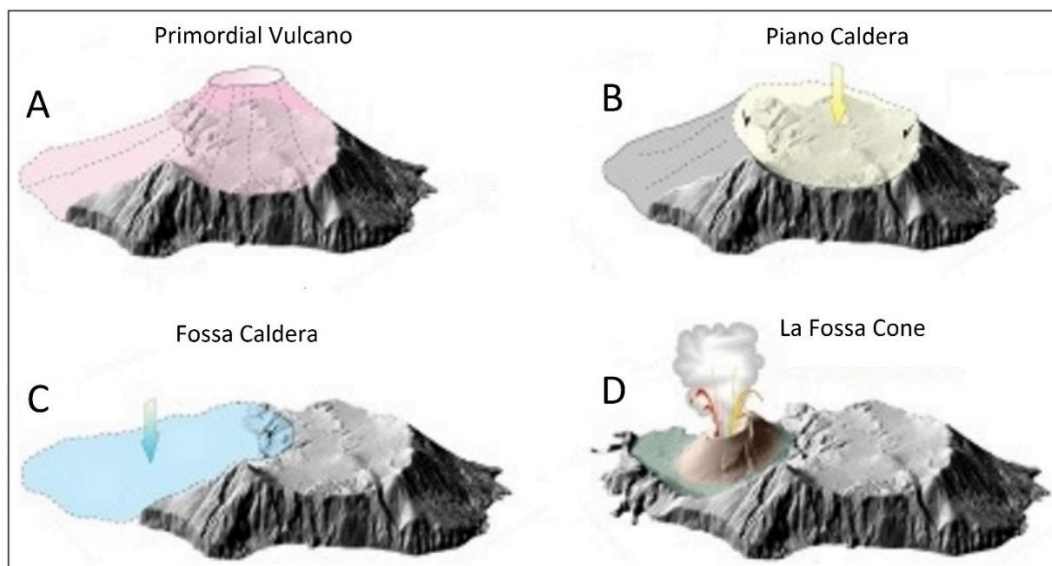 Primordial Vulcano
A
Piano Caldera
B
Fossa Caldera
C
La Fossa Cone
D